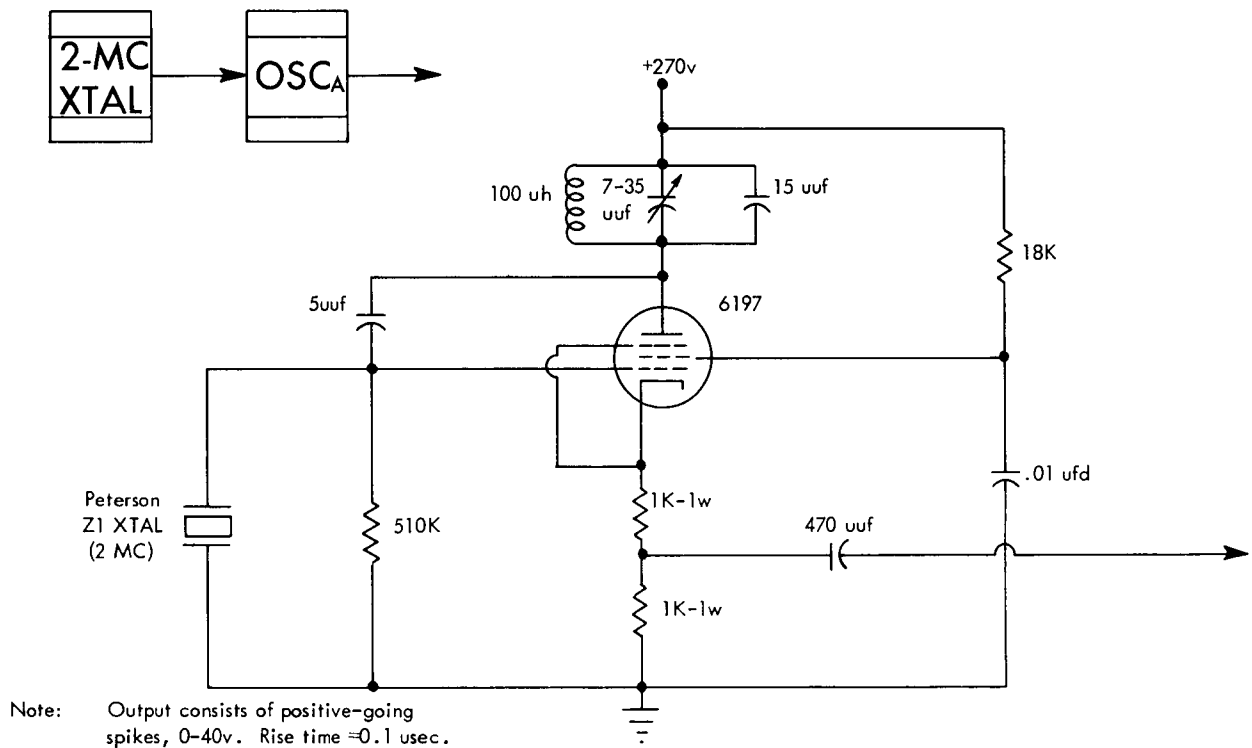 2-MC
XTAL
OSCA
+270v
100 uh
7-35
uuf
15 uuf
18K
5uuf
6197
.01 ufd
Peterson
Z1 XTAL
(2 MC)
510K
1K-1w
470 uuf
1K-1w
Note: Output consists of positive-going
spikes, 0-40v. Rise time ≈0.1 usec.